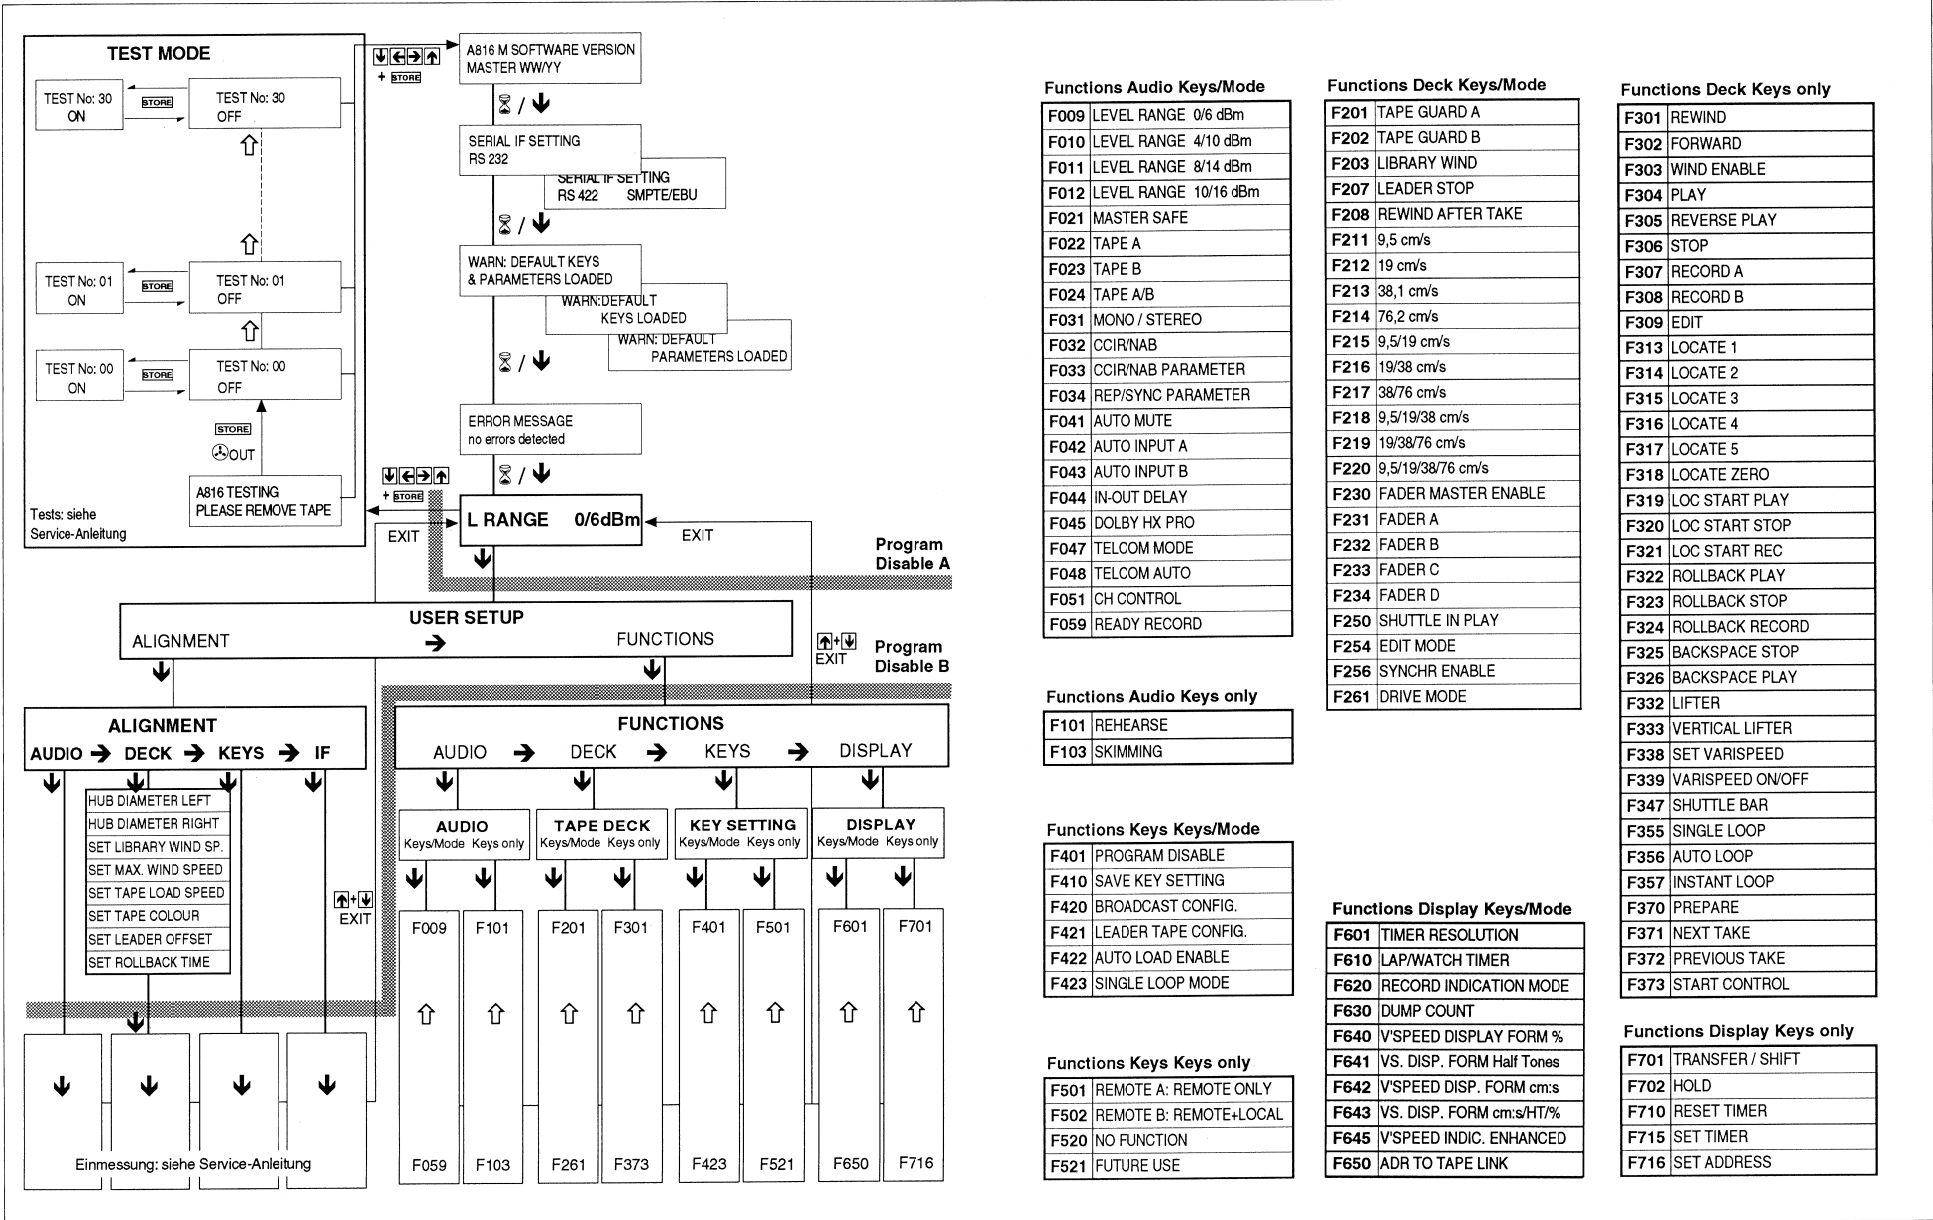 TEST MODE
TEST No: 30
ON
STORE
TEST No: 30
OFF
TEST No: 01
ON
STORE
TEST No: 01
OFF
TEST No: 00
ON
STORE
TEST No: 00
OFF
STORE
OUT
A816 TESTING
PLEASE REMOVE TAPE
Tests: siehe
Service-Anleitung
+ STORE
A816 M SOFTWARE VERSION
MASTER WW/YY
/
SERIAL IF SETTING
RS 232
SERIAL IF SETTING
RS 422 SMPTE/EBU
/
WARN: DEFAULT KEYS
& PARAMETERS LOADED
WARN:DEFAULT
KEYS LOADED
WARN: DEFAULT
PARAMETERS LOADED
/
ERROR MESSAGE
no errors detected
/
+ STORE
L RANGE 0/6dBm
EXIT
EXIT
Program
Disable A
USER SETUP
ALIGNMENT
FUNCTIONS
+
EXIT
Program
Disable B
ALIGNMENT
AUDIO DECK KEYS IF
HUB DIAMETER LEFT
HUB DIAMETER RIGHT
SET LIBRARY WIND SP.
SET MAX. WIND SPEED
SET TAPE LOAD SPEED
SET TAPE COLOUR
SET LEADER OFFSET
SET ROLLBACK TIME
+
EXIT
Einmessung: siehe Service-Anleitung
FUNCTIONS
AUDIO DECK KEYS DISPLAY
AUDIO
Keys/Mode Keys only
TAPE DECK
Keys/Mode Keys only
KEY SETTING
Keys/Mode Keys only
DISPLAY
Keys/Mode Keys only
F009 F101 F201 F301 F401 F501 F601 F701
F059 F103 F261 F373 F423 F521 F650 F716
Functions Audio Keys/Mode
F009 LEVEL RANGE 0/6 dBm
F010 LEVEL RANGE 4/10 dBm
F011 LEVEL RANGE 8/14 dBm
F012 LEVEL RANGE 10/16 dBm
F021 MASTER SAFE
F022 TAPE A
F023 TAPE B
F024 TAPE A/B
F031 MONO / STEREO
F032 CCIR/NAB
F033 CCIR/NAB PARAMETER
F034 REP/SYNC PARAMETER
F041 AUTO MUTE
F042 AUTO INPUT A
F043 AUTO INPUT B
F044 IN-OUT DELAY
F045 DOLBY HX PRO
F047 TELCOM MODE
F048 TELCOM AUTO
F051 CH CONTROL
F059 READY RECORD
Functions Audio Keys only
F101 REHEARSE
F103 SKIMMING
Functions Keys Keys/Mode
F401 PROGRAM DISABLE
F410 SAVE KEY SETTING
F420 BROADCAST CONFIG.
F421 LEADER TAPE CONFIG.
F422 AUTO LOAD ENABLE
F423 SINGLE LOOP MODE
Functions Keys Keys only
F501 REMOTE A: REMOTE ONLY
F502 REMOTE B: REMOTE+LOCAL
F520 NO FUNCTION
F521 FUTURE USE
Functions Deck Keys/Mode
F201 TAPE GUARD A
F202 TAPE GUARD B
F203 LIBRARY WIND
F207 LEADER STOP
F208 REWIND AFTER TAKE
F211 9,5 cm/s
F212 19 cm/s
F213 38,1 cm/s
F214 76,2 cm/s
F215 9,5/19 cm/s
F216 19/38 cm/s
F217 38/76 cm/s
F218 9,5/19/38 cm/s
F219 19/38/76 cm/s
F220 9,5/19/38/76 cm/s
F230 FADER MASTER ENABLE
F231 FADER A
F232 FADER B
F233 FADER C
F234 FADER D
F250 SHUTTLE IN PLAY
F254 EDIT MODE
F256 SYNCHR ENABLE
F261 DRIVE MODE
Functions Display Keys/Mode
F601 TIMER RESOLUTION
F610 LAP/WATCH TIMER
F620 RECORD INDICATION MODE
F630 DUMP COUNT
F640 V'SPEED DISPLAY FORM %
F641 VS. DISP. FORM Half Tones
F642 V'SPEED DISP. FORM cm:s
F643 VS. DISP. FORM cm:s/HT/%
F645 V'SPEED INDIC. ENHANCED
F650 ADR TO TAPE LINK
Functions Deck Keys only
F301 REWIND
F302 FORWARD
F303 WIND ENABLE
F304 PLAY
F305 REVERSE PLAY
F306 STOP
F307 RECORD A
F308 RECORD B
F309 EDIT
F313 LOCATE 1
F314 LOCATE 2
F315 LOCATE 3
F316 LOCATE 4
F317 LOCATE 5
F318 LOCATE ZERO
F319 LOC START PLAY
F320 LOC START STOP
F321 LOC START REC
F322 ROLLBACK PLAY
F323 ROLLBACK STOP
F324 ROLLBACK RECORD
F325 BACKSPACE STOP
F326 BACKSPACE PLAY
F332 LIFTER
F333 VERTICAL LIFTER
F338 SET VARISPEED
F339 VARISPEED ON/OFF
F347 SHUTTLE BAR
F355 SINGLE LOOP
F356 AUTO LOOP
F357 INSTANT LOOP
F370 PREPARE
F371 NEXT TAKE
F372 PREVIOUS TAKE
F373 START CONTROL
Functions Display Keys only
F701 TRANSFER / SHIFT
F702 HOLD
F710 RESET TIMER
F715 SET TIMER
F716 SET ADDRESS